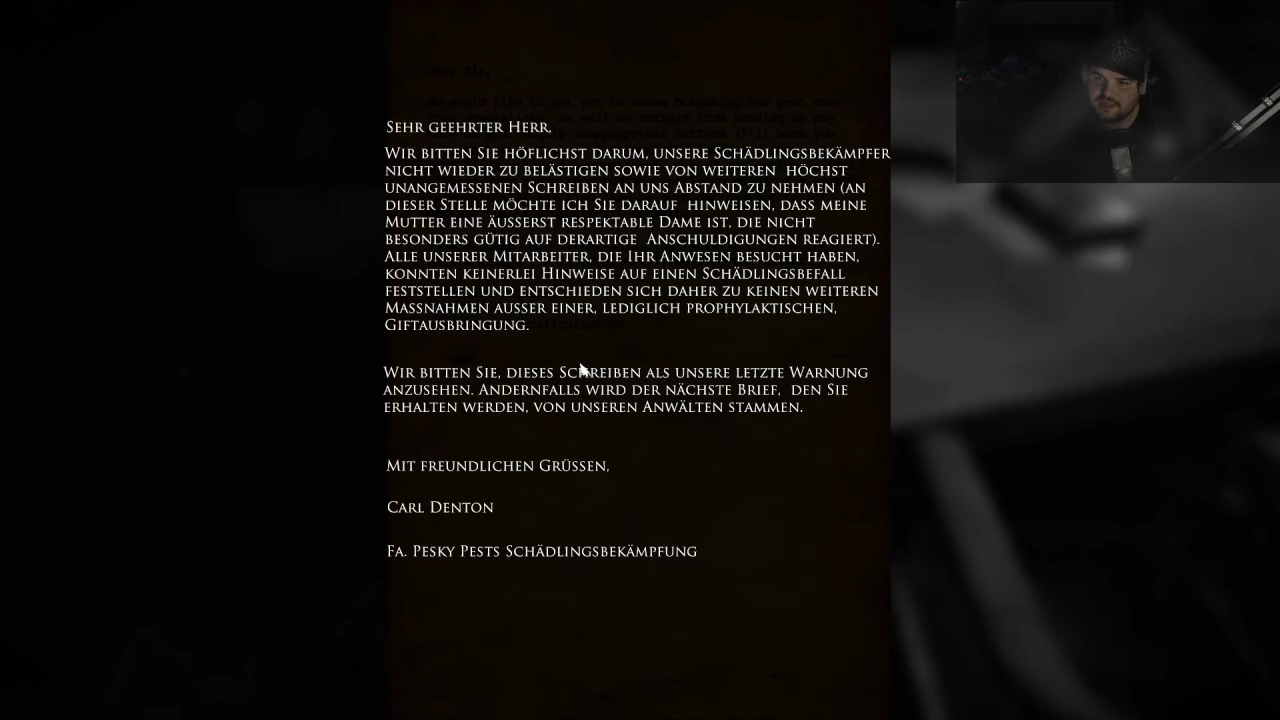 Sehr geehrter Herr,
Wir bitten Sie höflichst darum, unsere Schädlingsbekämpfer
nicht wieder zu belästigen sowie von weiteren höchst
unangemessenen Schreiben an uns Abstand zu nehmen (an
dieser Stelle möchte ich Sie darauf hinweisen, dass meine
Mutter eine äusserst respektable Dame ist, die nicht
besonders gütig auf derartige Anschuldigungen reagiert).
Alle unserer Mitarbeiter, die Ihr Anwesen besucht haben,
konnten keinerlei Hinweise auf einen Schädlingsbefall
feststellen und entschieden sich daher zu keinen weiteren
Massnahmen ausser einer, lediglich prophylaktischen,
Giftausbringung.
Wir bitten Sie, dieses Schreiben als unsere letzte Warnung
anzusehen. Andernfalls wird der nächste Brief, den Sie
erhalten werden, von unseren Anwälten stammen.
Mit freundlichen Grüssen,
Carl Denton
Fa. Pesky Pests Schädlingsbekämpfung